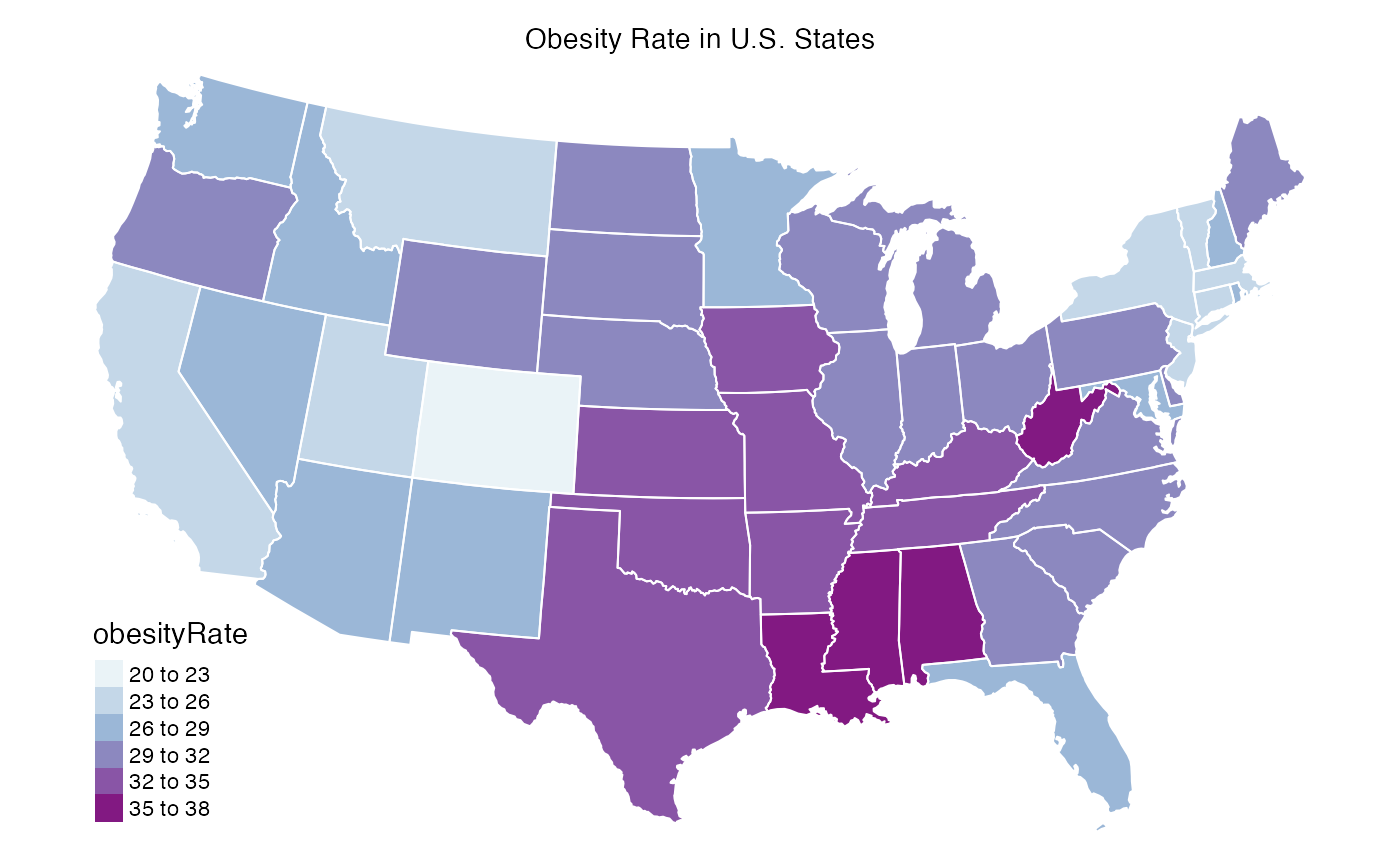 Obesity Rate in U.S. States
obesityRate
20 to 23
23 to 26
26 to 29
29 to 32
32 to 35
35 to 38